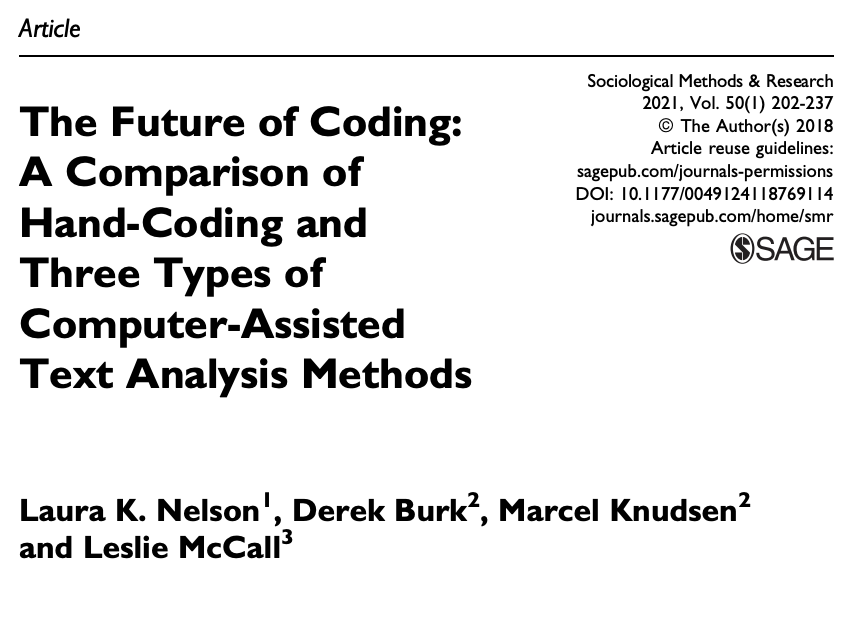 Article
Sociological Methods & Research
2021, Vol. 50(1) 202-237
© The Author(s) 2018
Article reuse guidelines:
sagepub.com/journals-permissions
DOI: 10.1177/0049124118769114
journals.sagepub.com/home/smr
SAGE
The Future of Coding:
A Comparison of
Hand-Coding and
Three Types of
Computer-Assisted
Text Analysis Methods
Laura K. Nelson1, Derek Burk2, Marcel Knudsen2
and Leslie McCall3